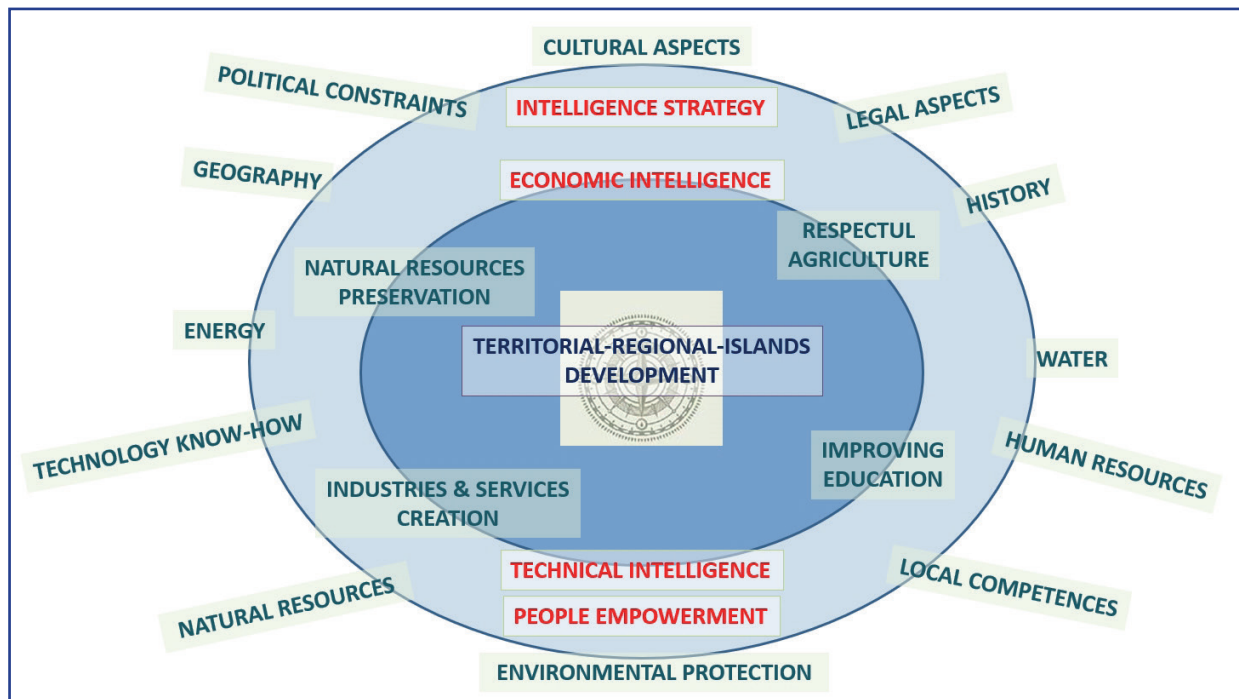 CULTURAL ASPECTS
POLITICAL CONSTRAINTS
INTELLIGENCE STRATEGY
LEGAL ASPECTS
GEOGRAPHY
ECONOMIC INTELLIGENCE
HISTORY
RESPECTUL
AGRICULTURE
NATURAL RESOURCES
PRESERVATION
ENERGY
TERRITORIAL-REGIONAL-ISLANDS
DEVELOPMENT
WATER
TECHNOLOGY KNOW-HOW
IMPROVING
EDUCATION
HUMAN RESOURCES
INDUSTRIES & SERVICES
CREATION
TECHNICAL INTELLIGENCE
LOCAL COMPETENCES
NATURAL RESOURCES
PEOPLE EMPOWERMENT
ENVIRONMENTAL PROTECTION